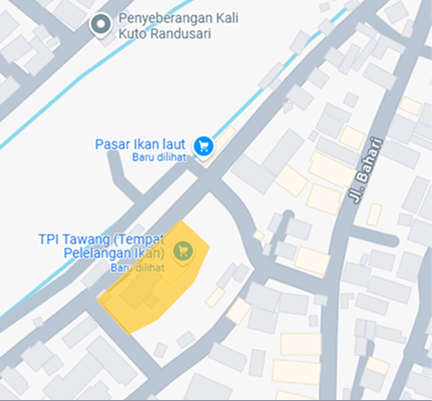 Penyeberangan Kali
Kuto Randusari
Pasar Ikan laut
Baru dilihat
Jl. Bahari
TPI Tawang (Tempat
Pelelangan Ikan)
Baru dilihat